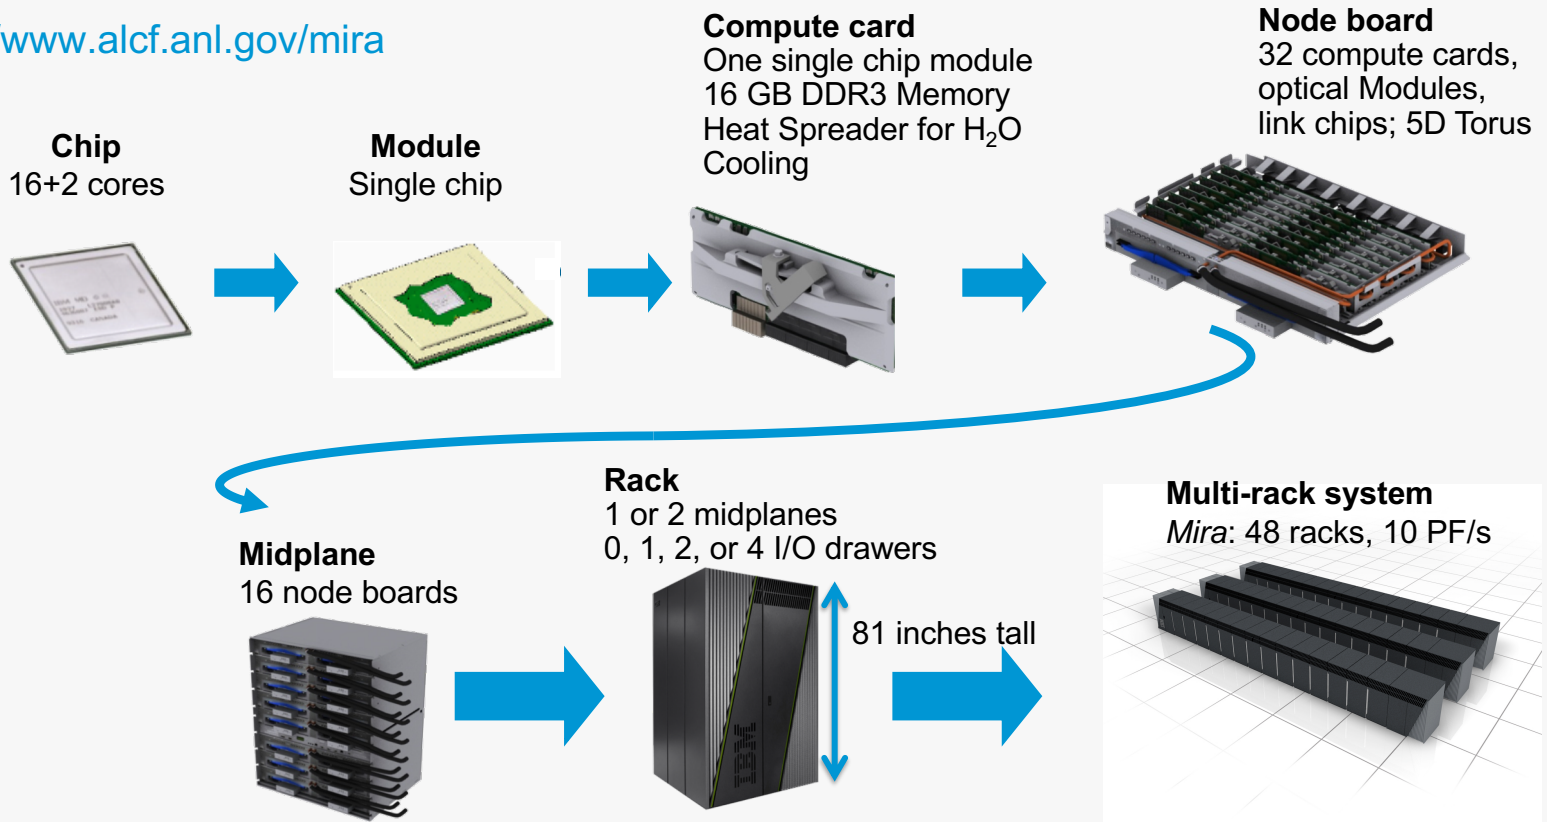 /www.alcf.anl.gov/mira
Chip
16+2 cores
Module
Single chip
Compute card
One single chip module
16 GB DDR3 Memory
Heat Spreader for H₂O
Cooling
Node board
32 compute cards,
optical Modules,
link chips; 5D Torus
Midplane
16 node boards
Rack
1 or 2 midplanes
0, 1, 2, or 4 I/O drawers
81 inches tall
IBM
Multi-rack system
Mira: 48 racks, 10 PF/s